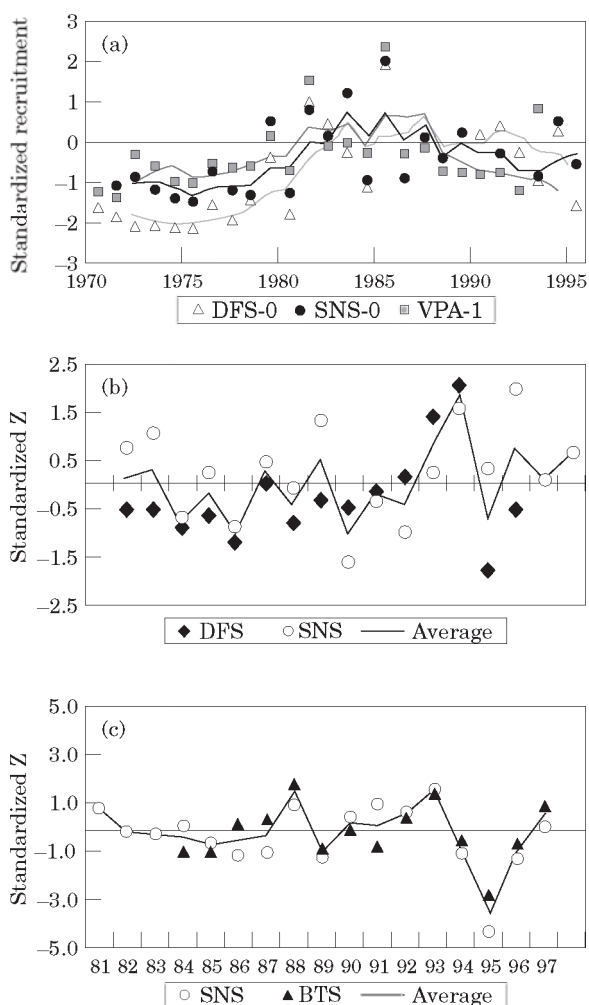 3
(a)
2
1
0
−1
−2
−3
Standardized recruitment
1970 1975 1980 1985 1990 1995
DFS-0 SNS-0 VPA-1
2.5
(b)
1.5
0.5
−0.5
−1.5
−2.5
Standardized Z
DFS SNS Average
5.0
(c)
3.0
1.0
−1.0
−3.0
−5.0
Standardized Z
81 82 83 84 85 86 87 88 89 90 91 92 93 94 95 96 97
SNS BTS Average